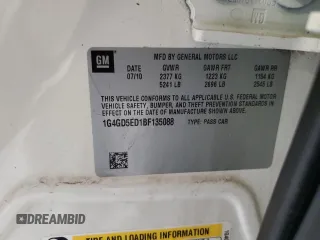 GM
MFD BY GENERAL MOTORS LLC
DATE GVWR GAWR FRT GAWR RR
07/10 2377 KG 1223 KG 1154 KG
5241 LB 2696 LB 2545 LB
THIS VEHICLE CONFORMS TO ALL APPLICABLE U.S. FEDERAL MOTOR
VEHICLE SAFETY, BUMPER, AND THEFT PREVENTION STANDARDS IN
EFFECT ON THE DATE OF MANUFACTURE SHOWN ABOVE.
1G4GD5ED1BF135088 TYPE: PASS CAR
TIRE AND LOADING INFORMATION
DREAMBID